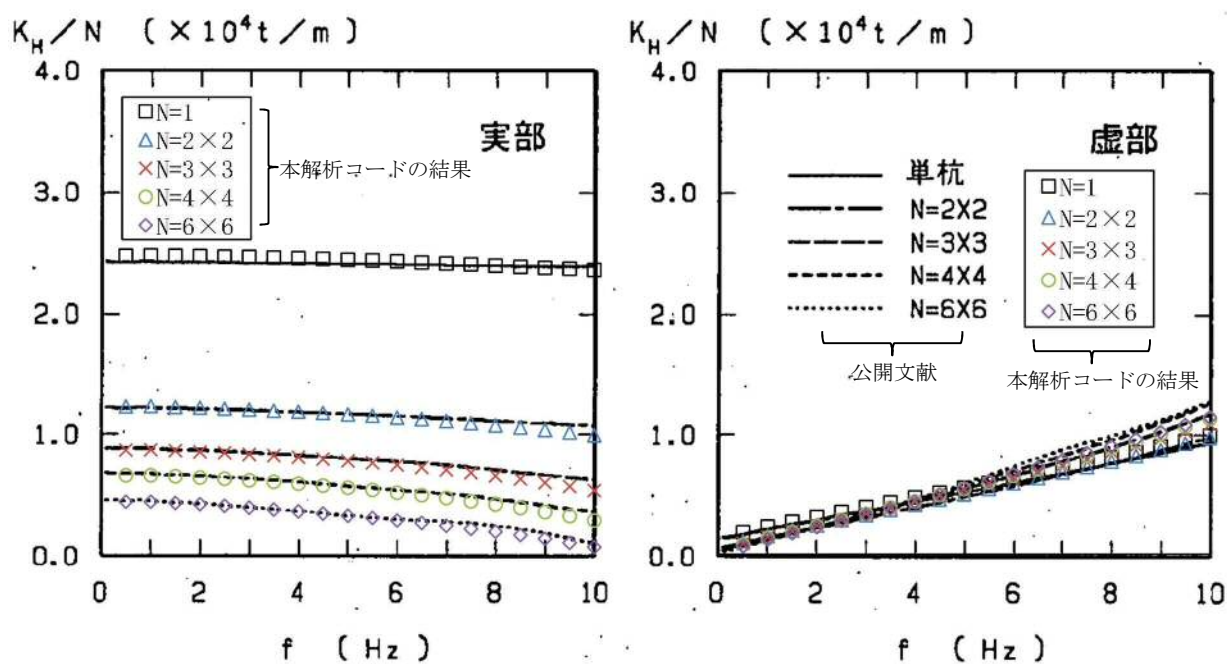 K_H/N (×10⁴t/m)
4.0
3.0
2.0
1.0
0.0
0 2 4 6 8 10
f (Hz)
実部
N=1
N=2×2
N=3×3
N=4×4
N=6×6
本解析コードの結果
K_H/N (×10⁴t/m)
4.0
3.0
2.0
1.0
0.0
0 2 4 6 8 10
f (Hz)
虚部
単杭
N=2X2
N=3X3
N=4X4
N=6X6
公開文献
N=1
N=2×2
N=3×3
N=4×4
N=6×6
本解析コードの結果